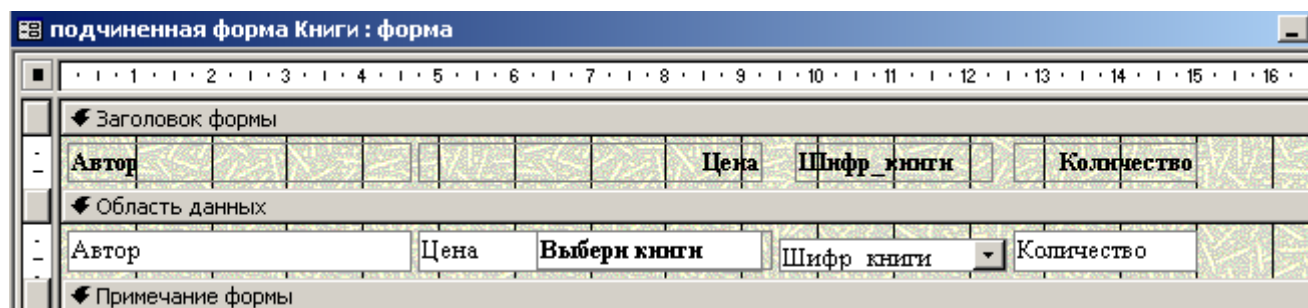 подчиненная форма Книги : форма
1 2 3 4 5 6 7 8 9 10 11 12 13 14 15 16
Заголовок формы
Автор Цена Шифр_книги Количество
Область данных
Автор Цена Выбери книги Шифр_книги Количество
Примечание формы